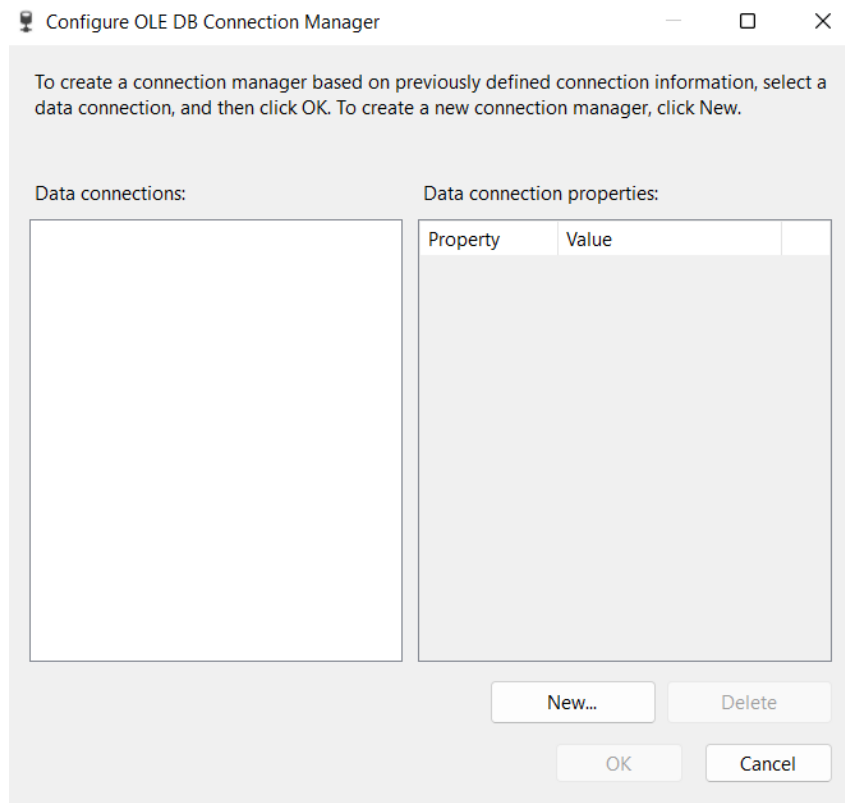 Configure OLE DB Connection Manager
To create a connection manager based on previously defined connection information, select a
data connection, and then click OK. To create a new connection manager, click New.
Data connections:
Data connection properties:
Property Value
New... Delete
OK Cancel